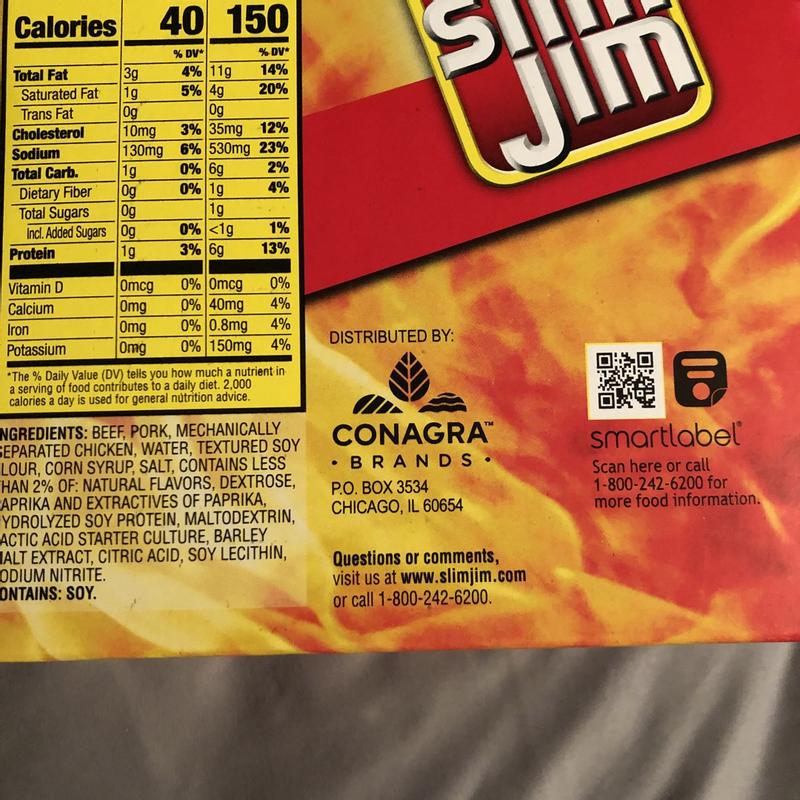 Calories 40 150
% DV* % DV*
Total Fat 3g 4% 11g 14%
Saturated Fat 1g 5% 4g 20%
Trans Fat 0g 0g
Cholesterol 10mg 3% 35mg 12%
Sodium 130mg 6% 530mg 23%
Total Carb. 1g 0% 6g 2%
Dietary Fiber 0g 0% 1g 4%
Total Sugars 0g 1g
Incl. Added Sugars 0g 0% <1g 1%
Protein 1g 3% 6g 13%
Vitamin D 0mcg 0% 0mcg 0%
Calcium 0mg 0% 40mg 4%
Iron 0mg 0% 0.8mg 4%
Potassium 0mg 0% 150mg 4%
*The % Daily Value (DV) tells you how much a nutrient in
a serving of food contributes to a daily diet. 2,000
calories a day is used for general nutrition advice.
NGREDIENTS: BEEF, PORK, MECHANICALLY
SEPARATED CHICKEN, WATER, TEXTURED SOY
LOUR, CORN SYRUP, SALT, CONTAINS LESS
HAN 2% OF: NATURAL FLAVORS, DEXTROSE,
APRIKA AND EXTRACTIVES OF PAPRIKA,
YDROLYZED SOY PROTEIN, MALTODEXTRIN,
ACTIC ACID STARTER CULTURE, BARLEY
ALT EXTRACT, CITRIC ACID, SOY LECITHIN,
ODIUM NITRITE.
ONTAINS: SOY.
slim
Jim
DISTRIBUTED BY:
CONAGRA™
• BRANDS •
P.O. BOX 3534
CHICAGO, IL 60654
Questions or comments,
visit us at www.slimjim.com
or call 1-800-242-6200.
smartlabel®
Scan here or call
1-800-242-6200 for
more food information.